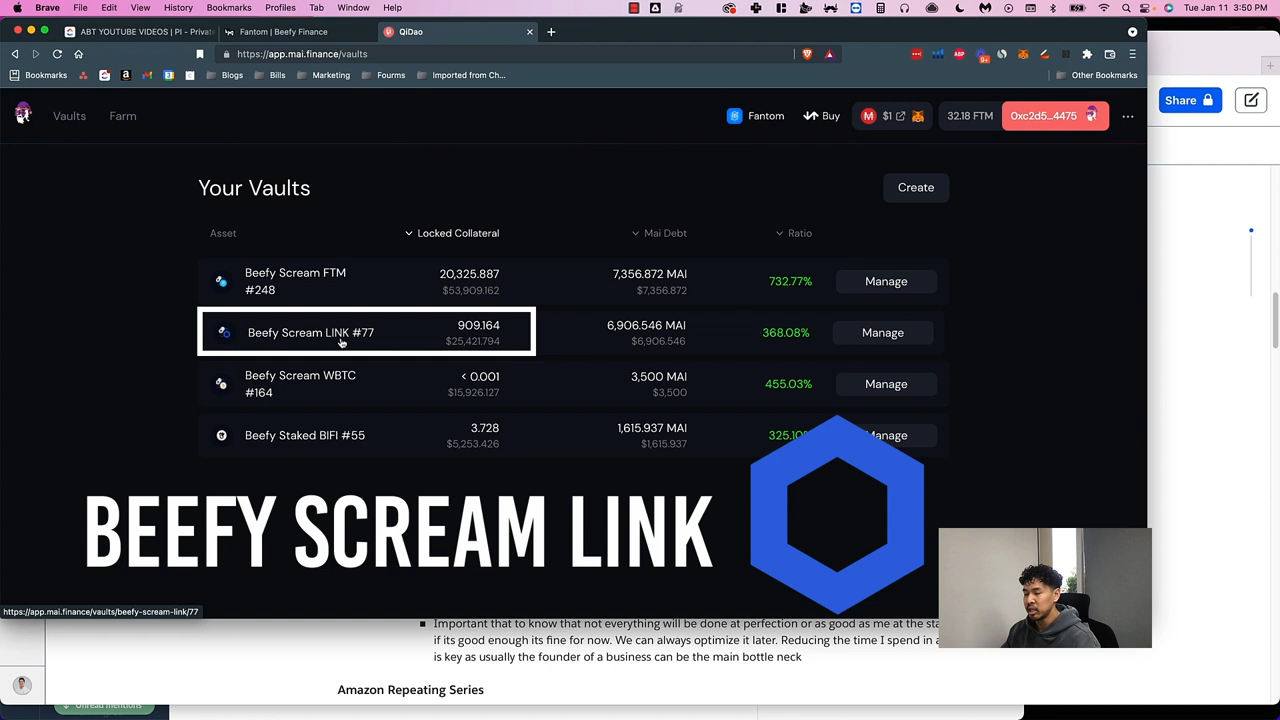 Brave File Edit View History Bookmarks Profiles Tab Window Help
Tue Jan 11 3:50 PM
ABT YOUTUBE VIDEOS | PI - Privat
Fantom | Beefy Finance
QiDao
https://app.mai.finance/vaults
Bookmarks
Blogs
Bills
Marketing
Fourms
Imported from Ch...
Other Bookmarks
Share
Vaults
Farm
Fantom
Buy
$1
32.18 FTM
0xc2d5...4475
Your Vaults
Create
Asset
Locked Collateral
Mai Debt
Ratio
Beefy Scream FTM
#248
20,325.887
$53,909.162
7,356.872 MAI
$7,356.872
732.77%
Manage
Beefy Scream LINK #77
909.164
$25,421.794
6,906.546 MAI
$6,906.546
368.08%
Manage
Beefy Scream WBTC
#164
< 0.001
$15,926.127
3,500 MAI
$3,500
455.03%
Manage
Beefy Staked BIFI #55
3.728
$5,253.426
1,615.937 MAI
$1,615.937
325.10%
Manage
BEEFY SCREAM LINK
https://app.mai.finance/vaults/beefy-scream-link/77
Important that to know that not everything will be done at perfection or as good as me at the sta
if its good enough its fine for now. We can always optimize it later. Reducing the time I spend in a
is key as usually the founder of a business can be the main bottle neck
Amazon Repeating Series
Unread mentions